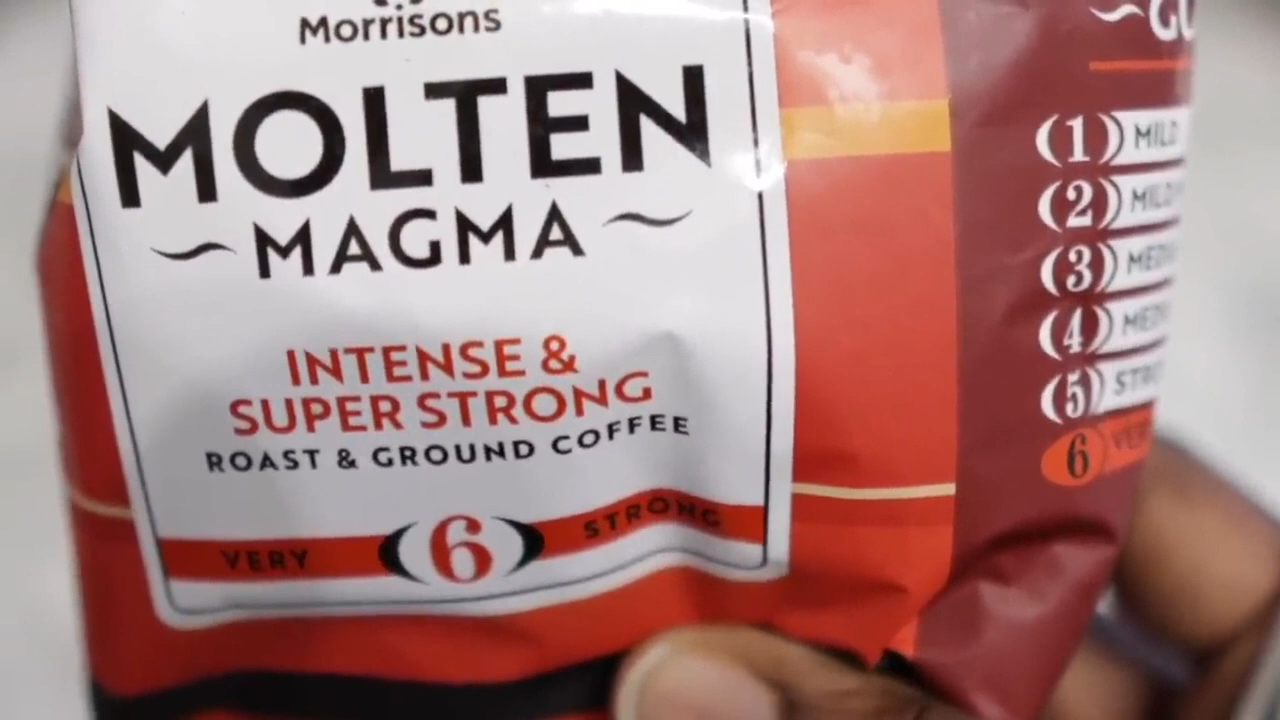 Morrisons
MOLTEN
~MAGMA~
INTENSE &
SUPER STRONG
ROAST & GROUND COFFEE
VERY 6 STRONG
(1) MILD
(2)
(3)
(4)
(5)
6